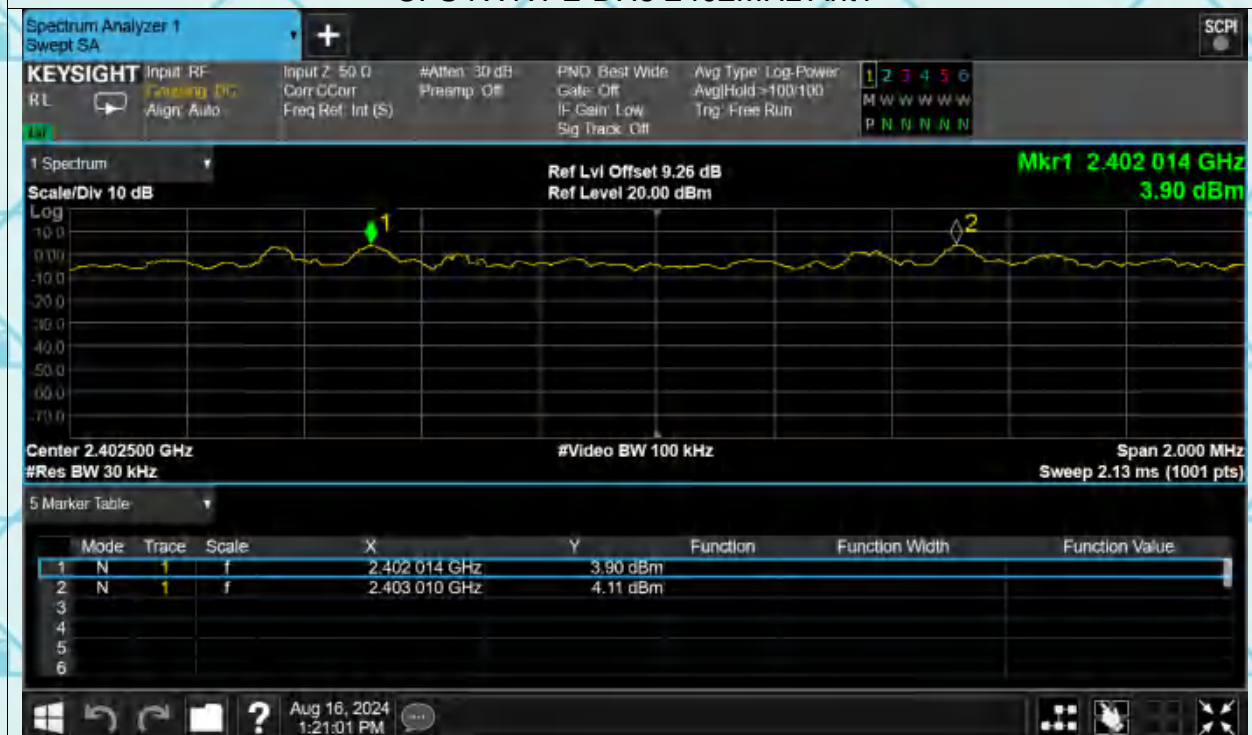 Spectrum Analyzer 1
Swept SA
+
SCPI
KEYSIGHT
RL
Input: RF
Coupling: DC
Align: Auto
Input Z: 50 Ω
Corr CCorr
Freq Ref: Int (S)
#Atten: 30 dB
Preamp: Off
PNO: Best Wide
Gate: Off
IF Gain: Low
Sig Track: Off
Avg Type: Log-Power
Avg|Hold:>100/100
Trig: Free Run
1 2 3 4 5 6
M W W W W W
P N N N N N
1 Spectrum
Scale/Div 10 dB
Ref Lvl Offset 9.26 dB
Ref Level 20.00 dBm
Mkr1 2.402 014 GHz
3.90 dBm
Log
10.0
0.00
-10.0
-20.0
-30.0
-40.0
-50.0
-60.0
-70.0
1
2
Center 2.402500 GHz
#Res BW 30 kHz
#Video BW 100 kHz
Span 2.000 MHz
Sweep 2.13 ms (1001 pts)
5 Marker Table
Mode Trace Scale X Y Function Function Width Function Value
1 N 1 f 2.402 014 GHz 3.90 dBm
2 N 1 f 2.403 010 GHz 4.11 dBm
3
4
5
6
?
Aug 16, 2024
1:21:01 PM